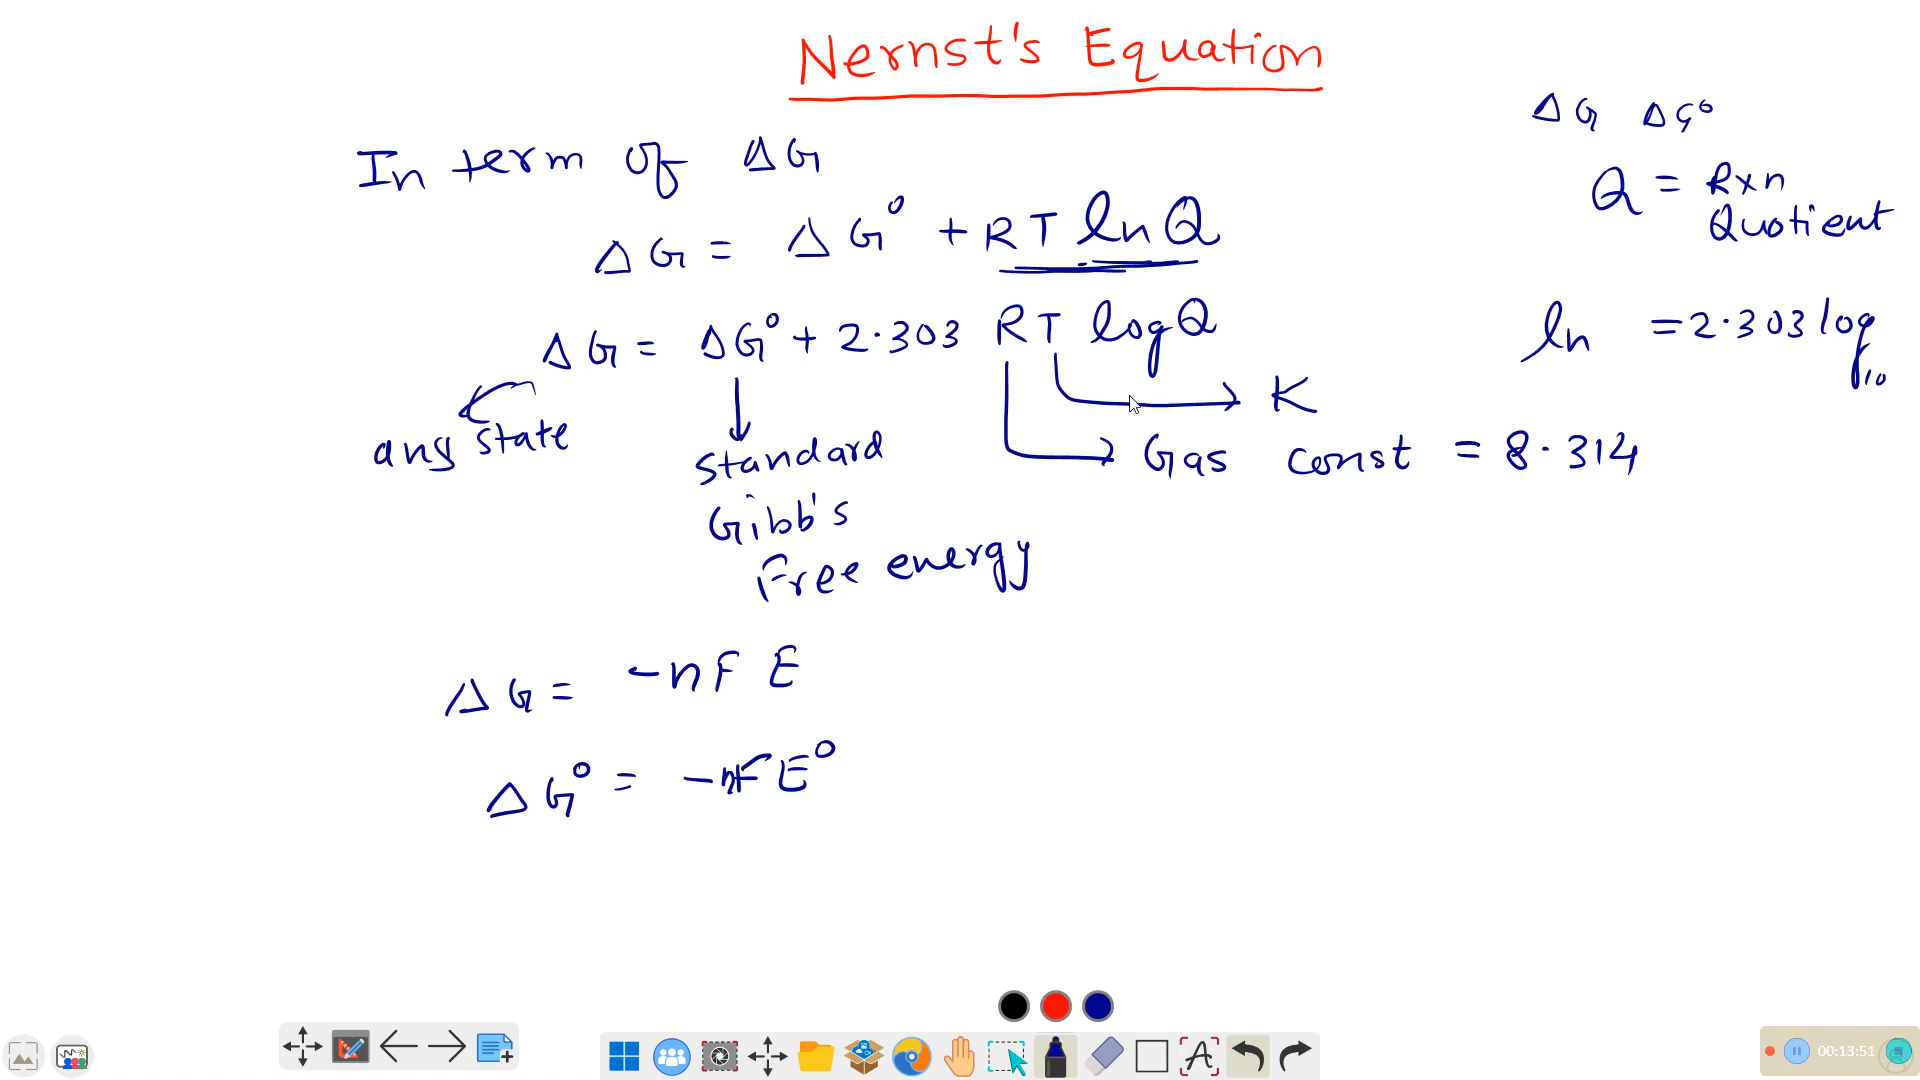 Nernst's Equation
ΔG ΔG°
In term of ΔG
Q = Rxn
Quotient
ΔG = ΔG° + RT ln Q
ΔG = ΔG° + 2.303 RT log Q
ln = 2.303 log10
K
any state
Standard
Gibb's
Free energy
Gas const = 8.314
ΔG = -nFE
ΔG° = -nFE°
A
00:13:51